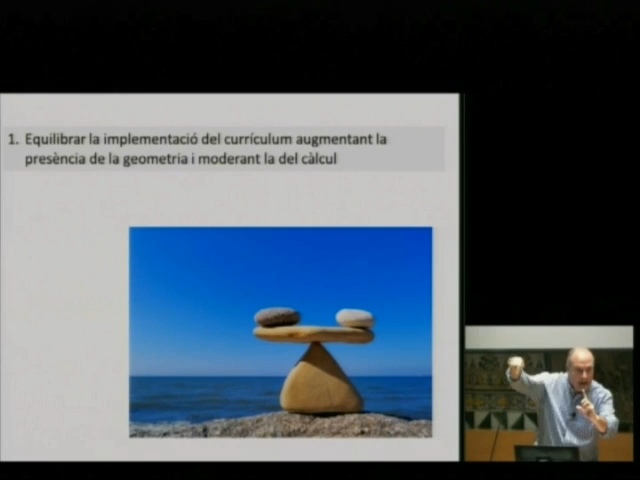 1. Equilibrar la implementació del currículum augmentant la
presència de la geometria i moderant la del càlcul